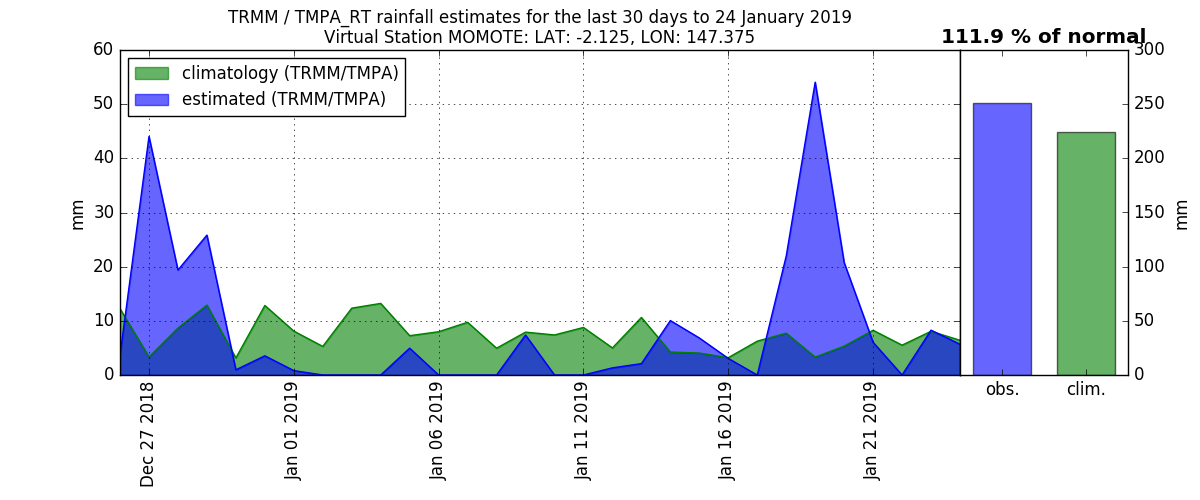 TRMM / TMPA_RT rainfall estimates for the last 30 days to 24 January 2019
Virtual Station MOMOTE: LAT: -2.125, LON: 147.375
111.9 % of normal
climatology (TRMM/TMPA)
estimated (TRMM/TMPA)
60
50
40
30
20
10
0
mm
Dec 27 2018
Jan 01 2019
Jan 06 2019
Jan 11 2019
Jan 16 2019
Jan 21 2019
obs.
clim.
300
250
200
150
100
50
0
mm